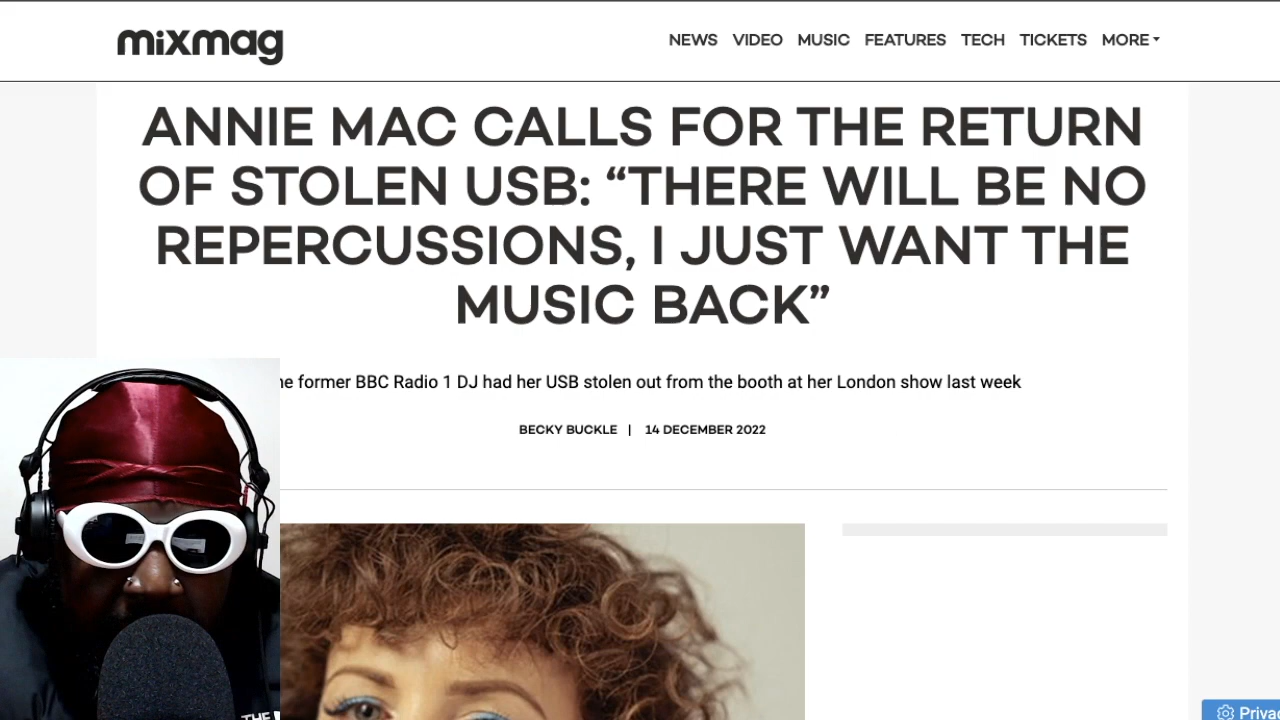 mixmag
NEWS VIDEO MUSIC FEATURES TECH TICKETS MORE
ANNIE MAC CALLS FOR THE RETURN
OF STOLEN USB: “THERE WILL BE NO
REPERCUSSIONS, I JUST WANT THE
MUSIC BACK”
former BBC Radio 1 DJ had her USB stolen out from the booth at her London show last week
BECKY BUCKLE | 14 DECEMBER 2022
THE